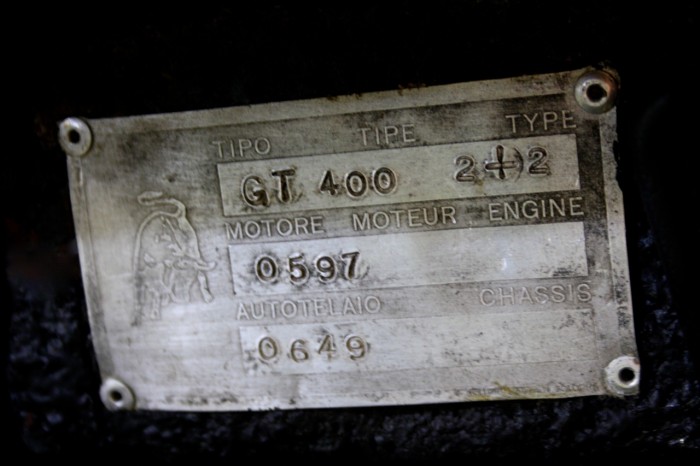 TIPO TIPE TYPE
GT 400 2+2
MOTORE MOTEUR ENGINE
0597
AUTOTELAIO CHASSIS
0649